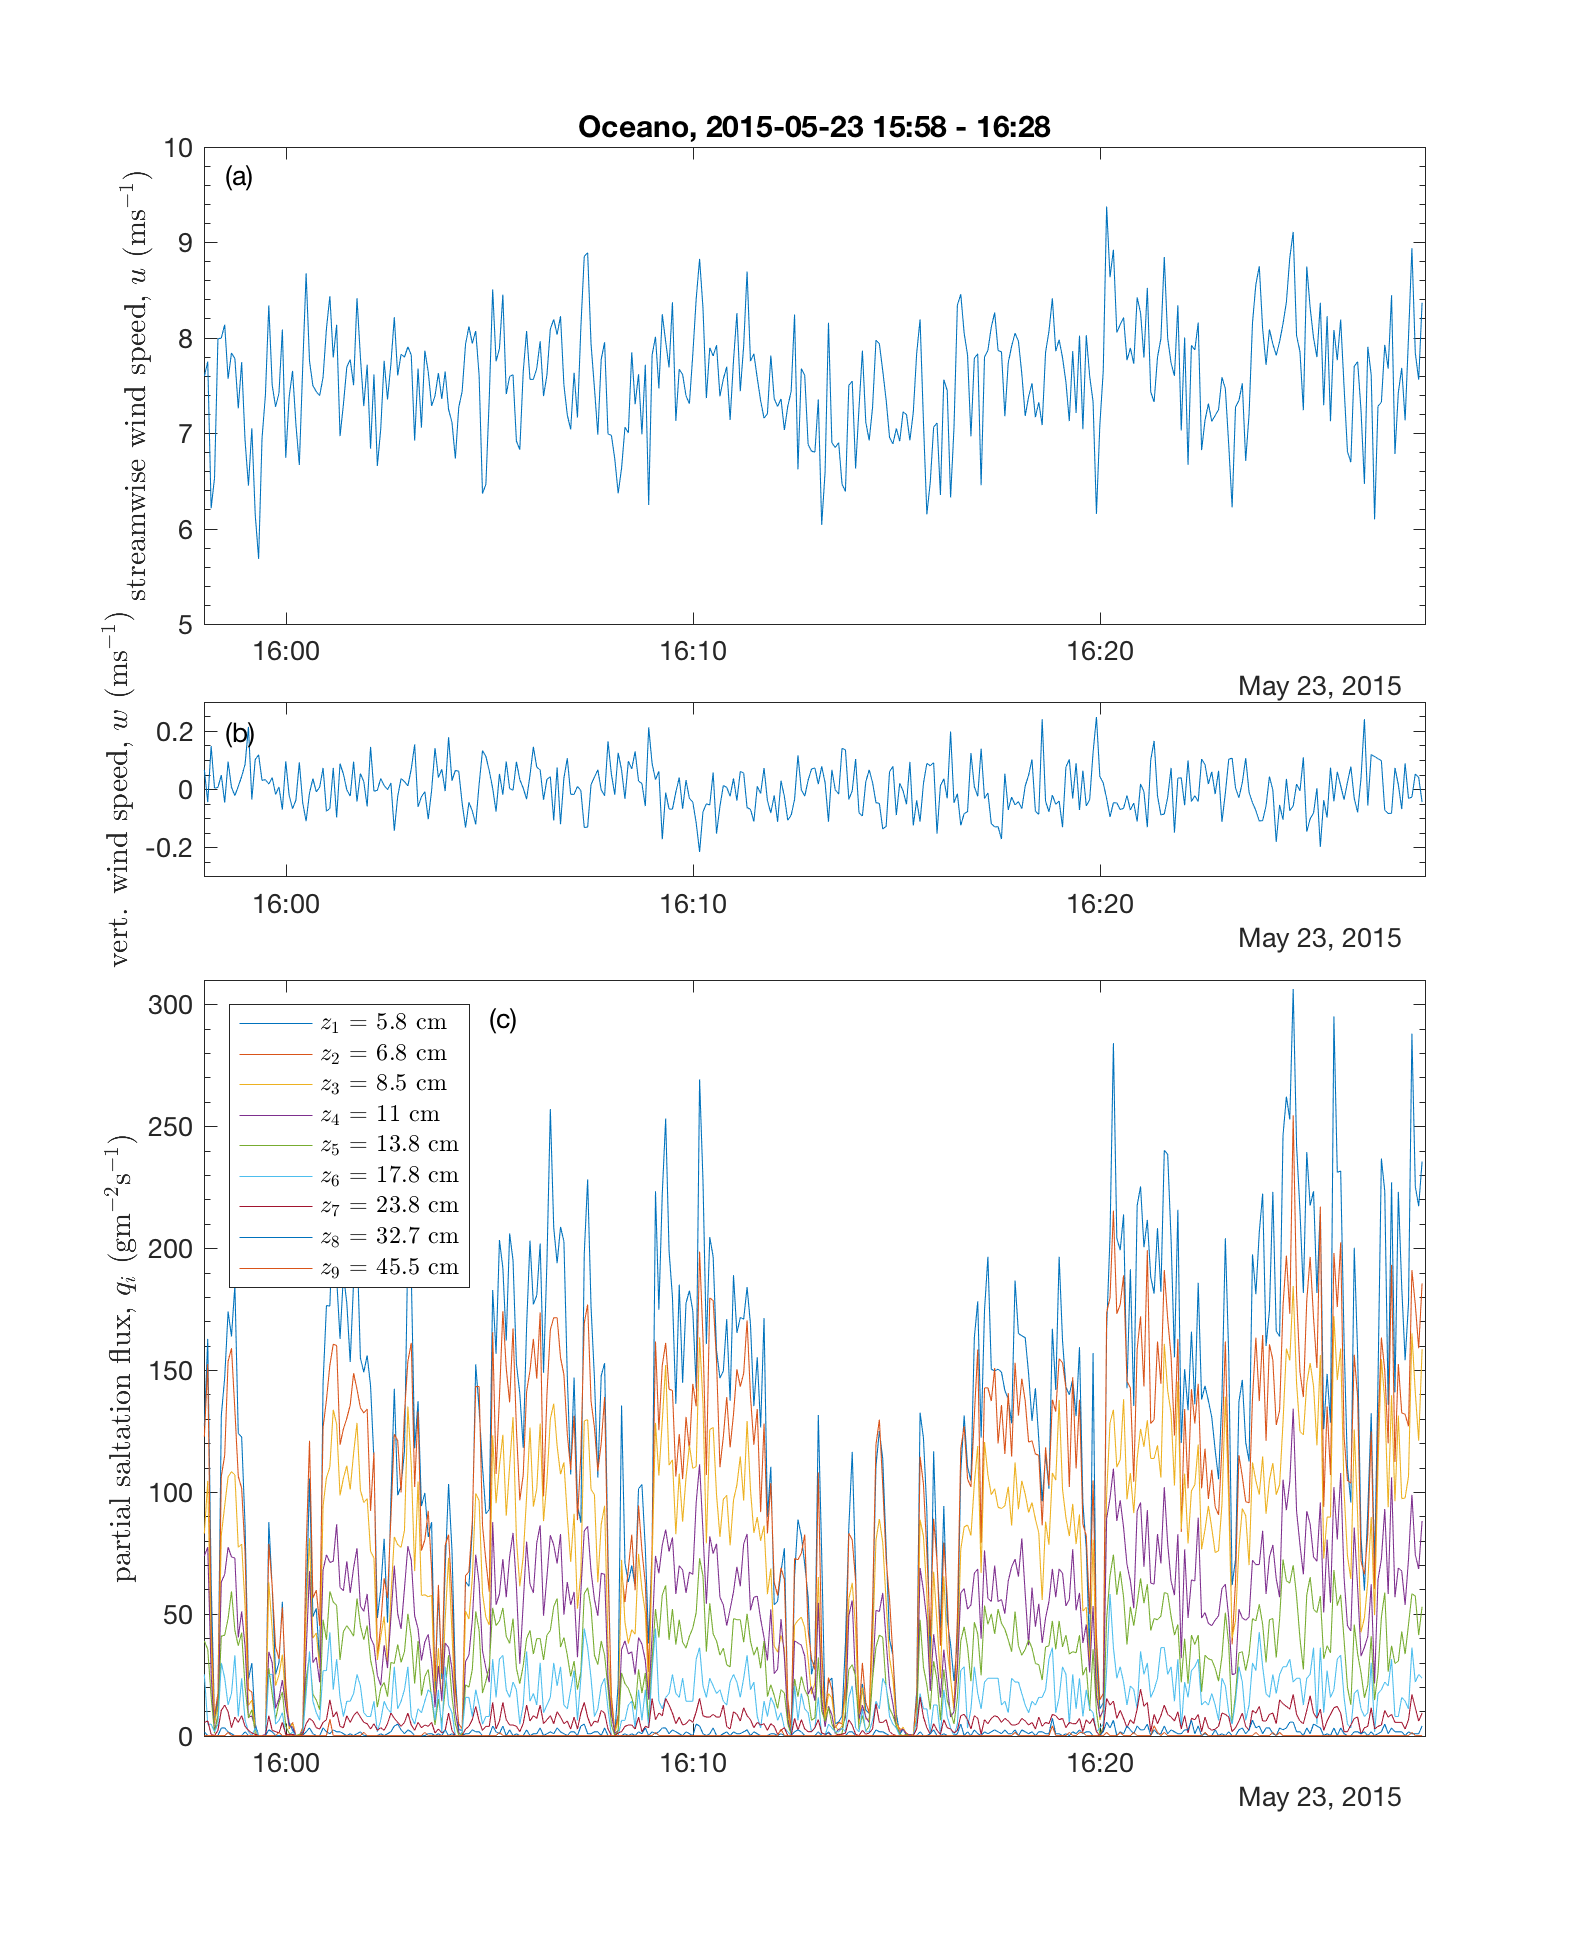 Oceano, 2015-05-23 15:58 - 16:28
(a)
streamwise wind speed, u (ms⁻¹)
10
9
8
7
6
5
16:00 16:10 16:20
May 23, 2015
(b)
vert. wind speed, w (ms⁻¹)
0.2
0
-0.2
16:00 16:10 16:20
May 23, 2015
(c)
partial saltation flux, qᵢ (gm⁻²s⁻¹)
300
250
200
150
100
50
0
z₁ = 5.8 cm
z₂ = 6.8 cm
z₃ = 8.5 cm
z₄ = 11 cm
z₅ = 13.8 cm
z₆ = 17.8 cm
z₇ = 23.8 cm
z₈ = 32.7 cm
z₉ = 45.5 cm
16:00 16:10 16:20
May 23, 2015